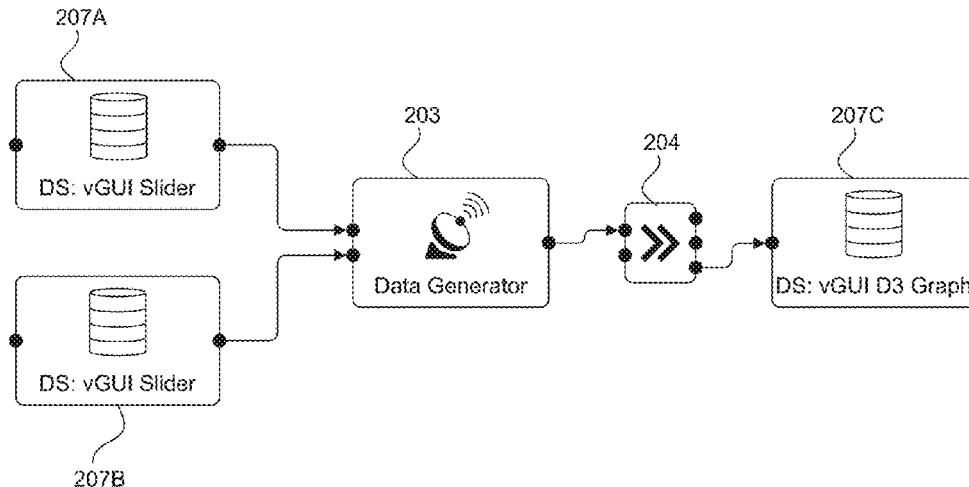 207A
DS: vGUI Slider
203
Data Generator
204
207C
DS: vGUI D3 Graph
DS: vGUI Slider
207B